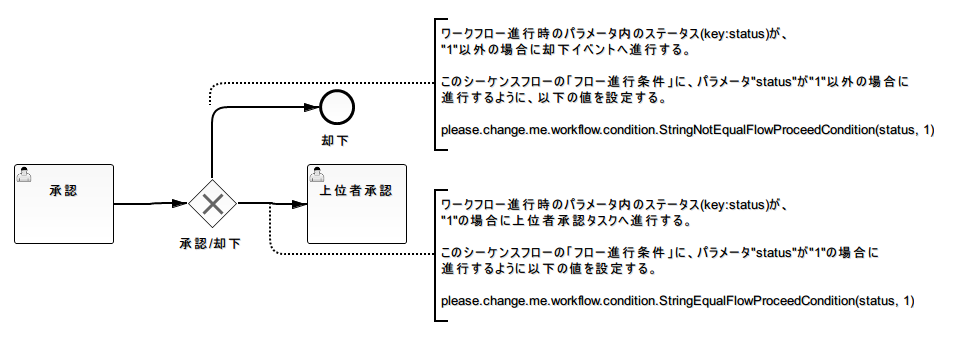 ワークフロー進行時のパラメータ内のステータス(key:status)が、
"1"以外の場合に却下イベントへ進行する。
このシーケンスフローの「フロー進行条件」に、パラメータ"status"が"1"以外の場合に
進行するように、以下の値を設定する。
please.change.me.workflow.condition.StringNotEqualFlowProceedCondition(status, 1)
却下
承認
上位者承認
承認/却下
ワークフロー進行時のパラメータ内のステータス(key:status)が、
"1"の場合に上位者承認タスクへ進行する。
このシーケンスフローの「フロー進行条件」に、パラメータ"status"が"1"の場合に
進行するように以下の値を設定する。
please.change.me.workflow.condition.StringEqualFlowProceedCondition(status, 1)